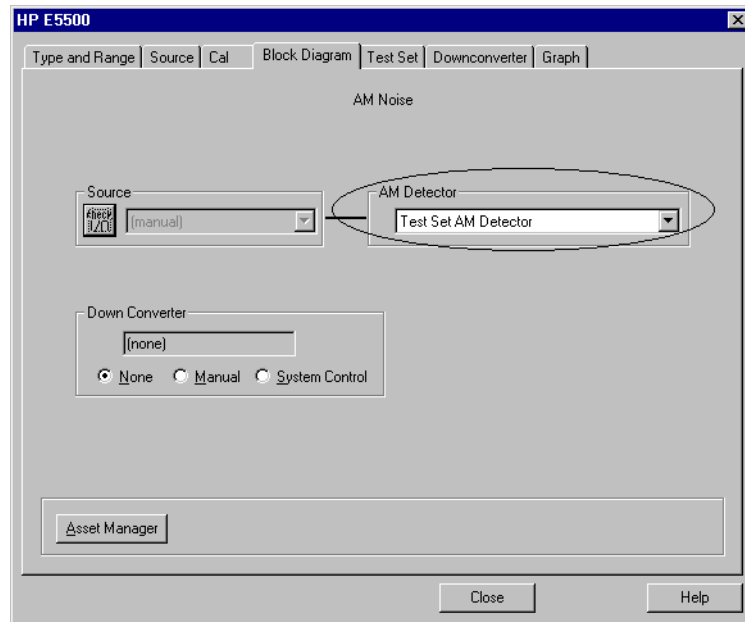 HP E5500
Type and Range Source Cal Block Diagram Test Set Downconverter Graph
AM Noise
Source
check I/O
(manual)
AM Detector
Test Set AM Detector
Down Converter
(none)
None Manual System Control
Asset Manager
Close Help